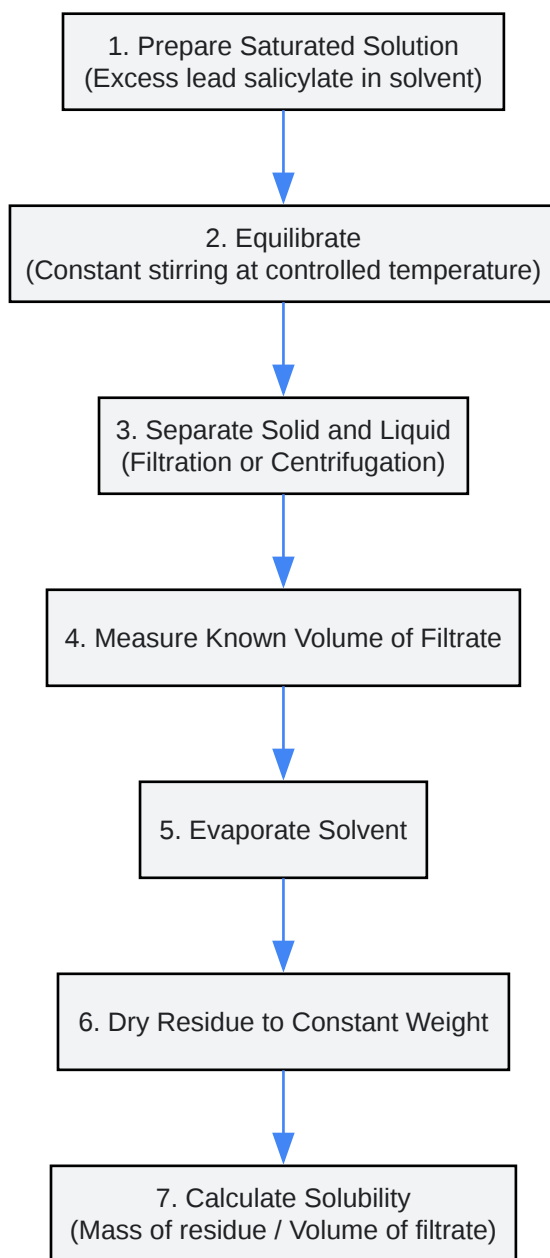 1. Prepare Saturated Solution
(Excess lead salicylate in solvent)
2. Equilibrate
(Constant stirring at controlled temperature)
3. Separate Solid and Liquid
(Filtration or Centrifugation)
4. Measure Known Volume of Filtrate
5. Evaporate Solvent
6. Dry Residue to Constant Weight
7. Calculate Solubility
(Mass of residue / Volume of filtrate)